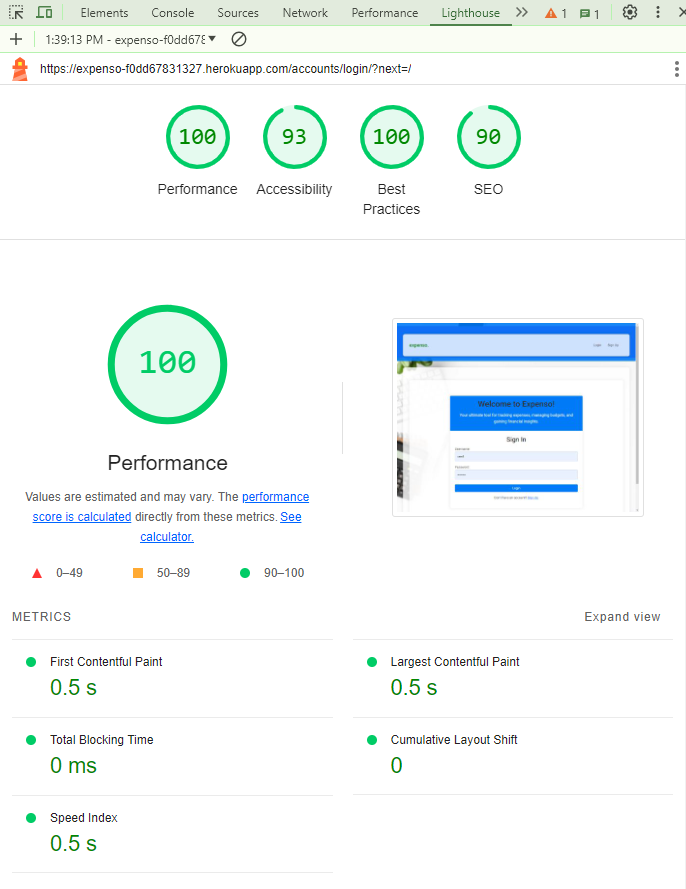 Elements Console Sources Network Performance Lighthouse 1 1
1:39:13 PM - expenso-f0dd678
https://expenso-f0dd67831327.herokuapp.com/accounts/login/?next=/
100 93 100 90
Performance Accessibility Best Practices SEO
100
Performance
Values are estimated and may vary. The performance
score is calculated directly from these metrics. See
calculator.
0–49 50–89 90–100
expenso.
Login Sign Up
Welcome to Expenso!
Your ultimate tool for tracking expenses, managing budgets, and
gaining financial insights.
Sign In
Username
Password
Login
METRICS Expand view
First Contentful Paint Largest Contentful Paint
0.5 s 0.5 s
Total Blocking Time Cumulative Layout Shift
0 ms 0
Speed Index
0.5 s